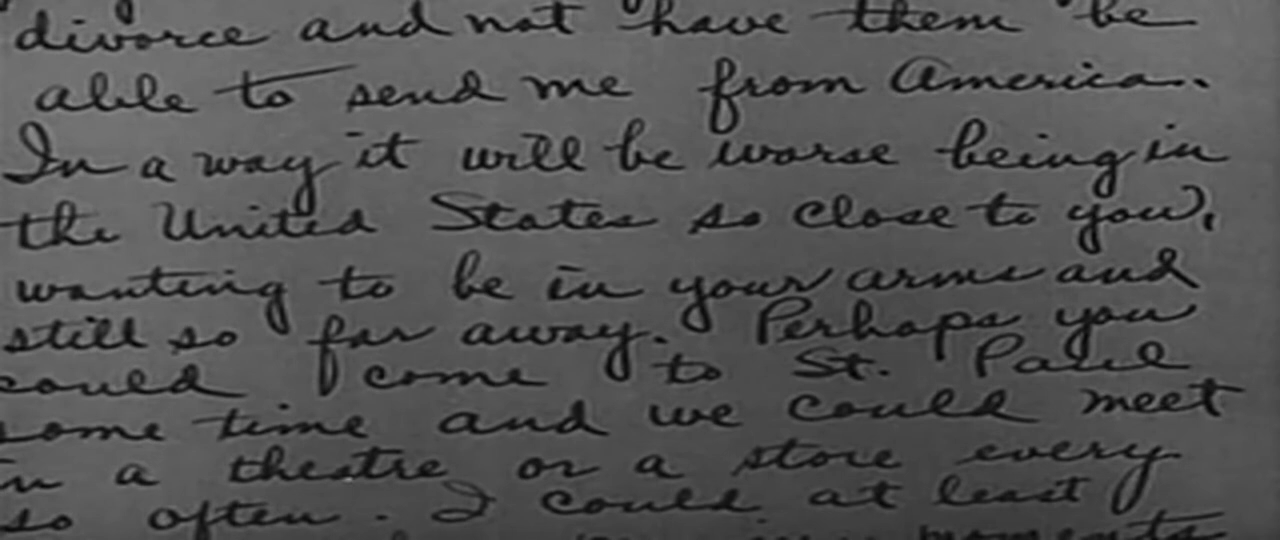 divorce and not have them be
able to send me from America.
In a way it will be worse being in
the United States so close to you,
wanting to be in your arms and
still so far away. Perhaps you
could come to St. Paul
some time and we could meet
in a theatre or a store every
so often. I could at least
moments